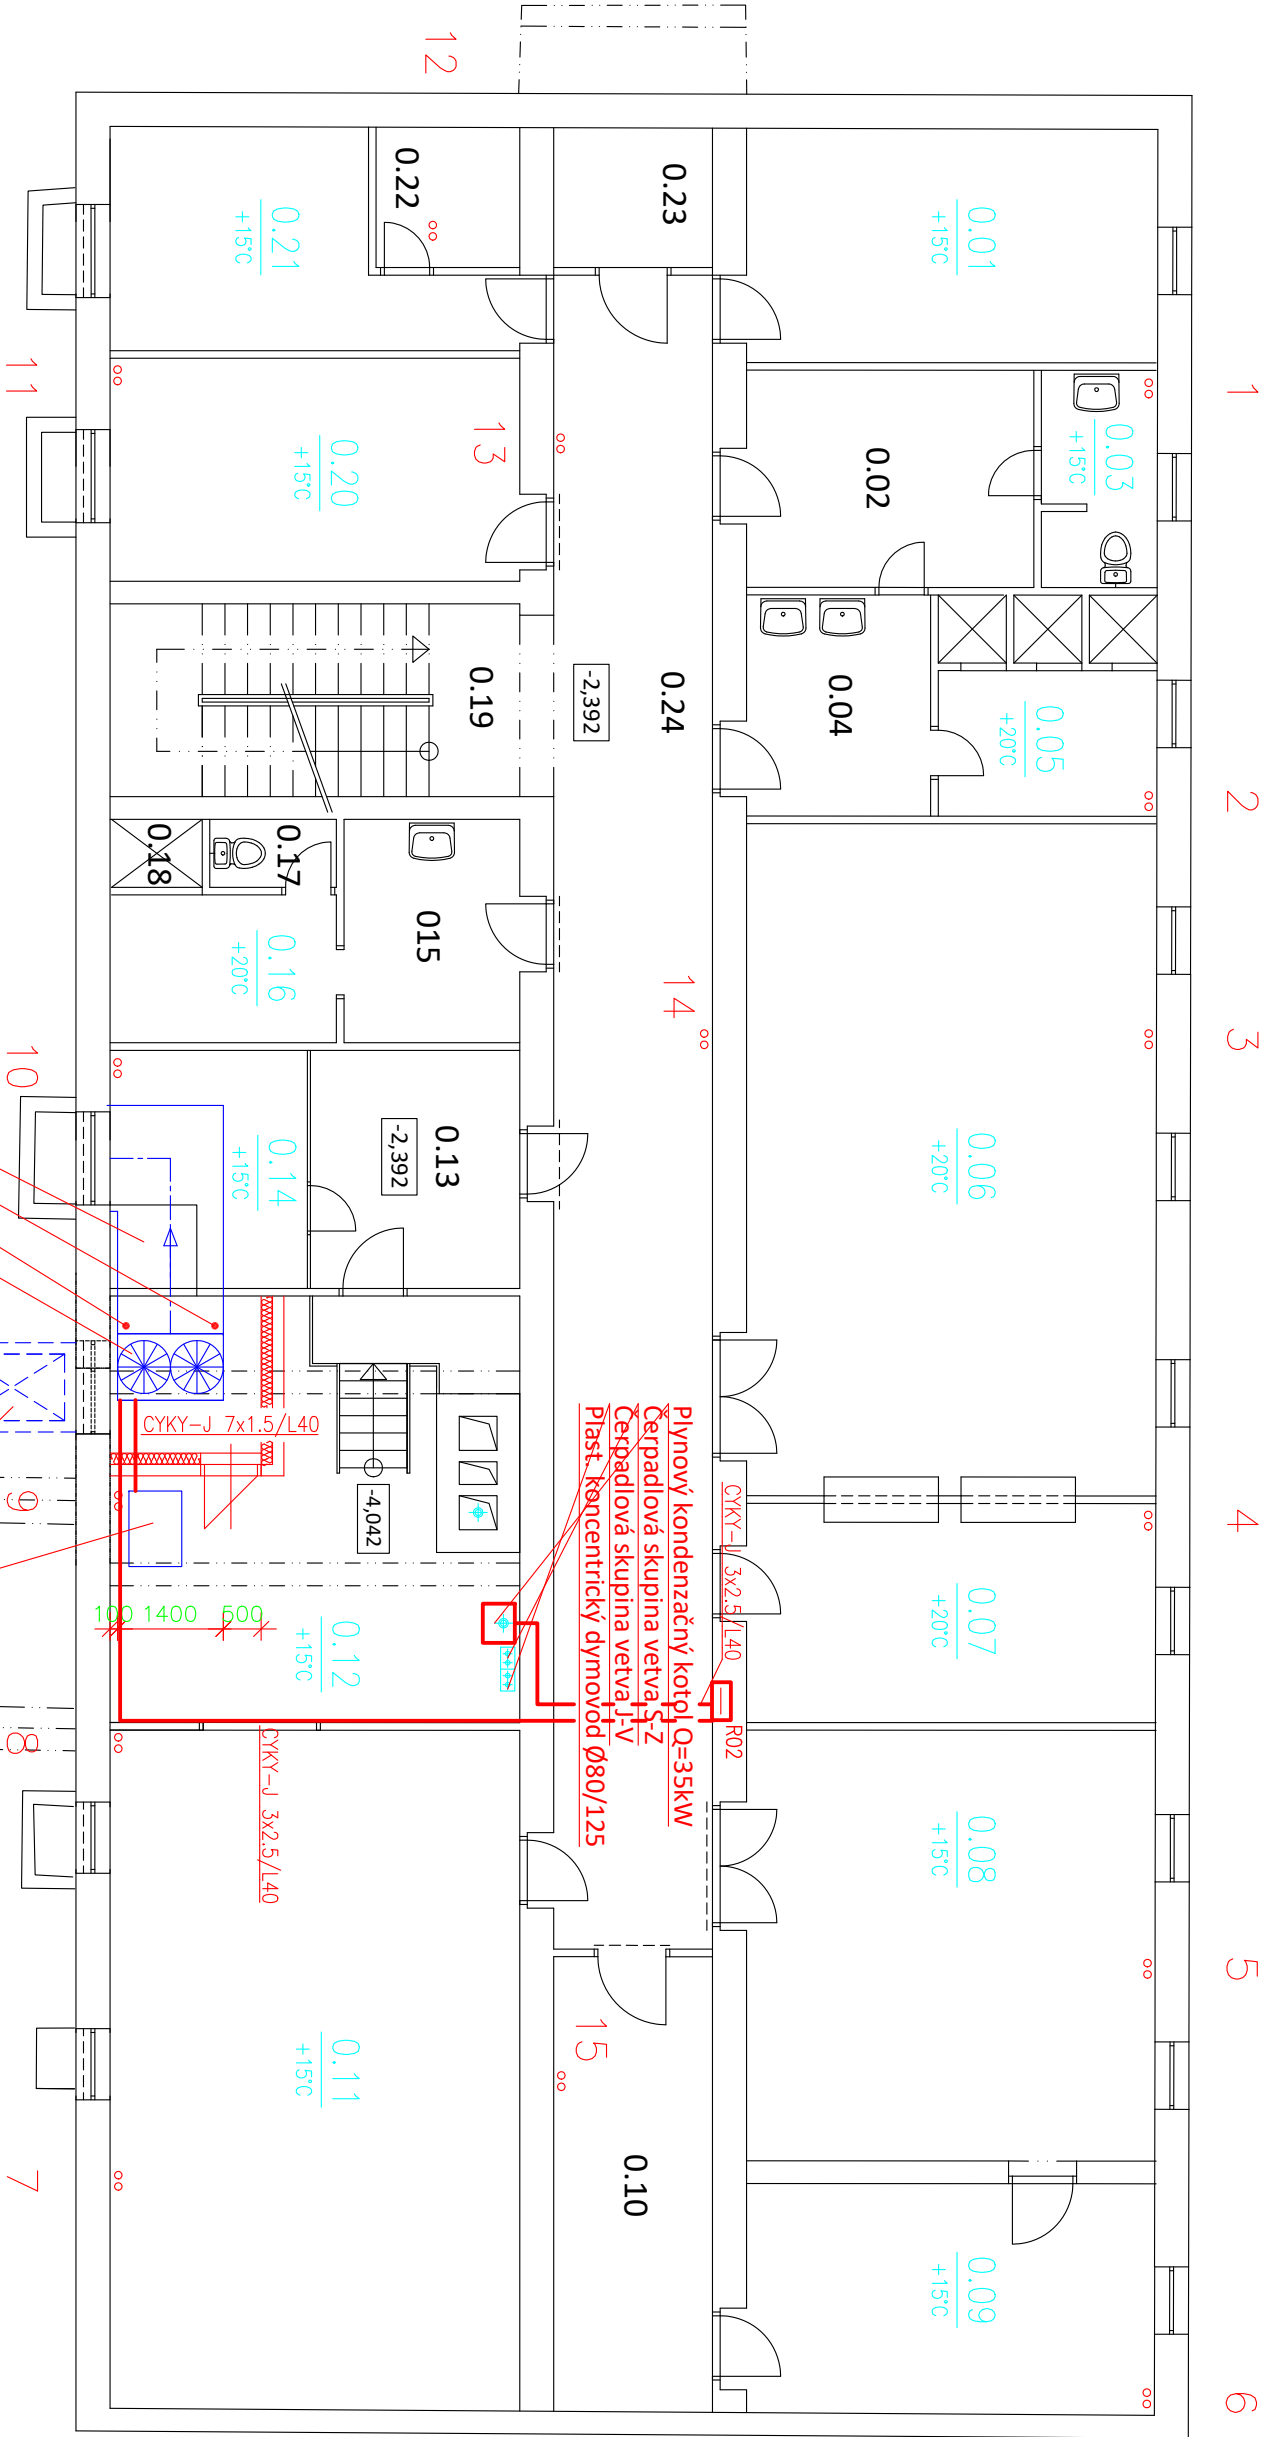 12
0.22
0.23
0.21
+15°C
0.01
+15°C
11
1
13
0.20
+15°C
0.03
+15°C
0.02
0.19
-2,392
0.24
0.04
0.05
+20°C
2
0.18
0.17
015
0.16
+20°C
14
3
10
0.14
+15°C
0.13
-2,392
0.06
+20°C
CYKY-J 7x1.5/L40
-4,042
Plynový kondenzačný kotol Q=35kW
Čerpadlová skupina vetva S-Z
Čerpadlová skupina vetva J-V
Plast. koncentrický dymovod Ø80/125
CYKY-J 3x2.5/L40
R02
9
4
100 1400 500
0.12
+15°C
0.07
+20°C
8
CYKY-J 3x2.5/L40
0.08
+15°C
5
15
0.11
+15°C
0.10
7
0.09
+15°C
6